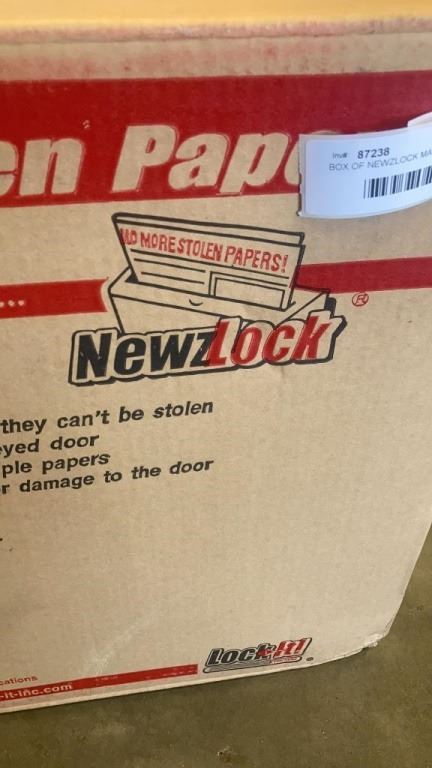 en Pap
Inv#: 87238
BOX OF NEWZLOCK MA
NO MORE STOLEN PAPERS!
...
NewzLock ®
they can't be stolen
eyed door
ple papers
r damage to the door
Lock It! ®
cations
-it-inc.com